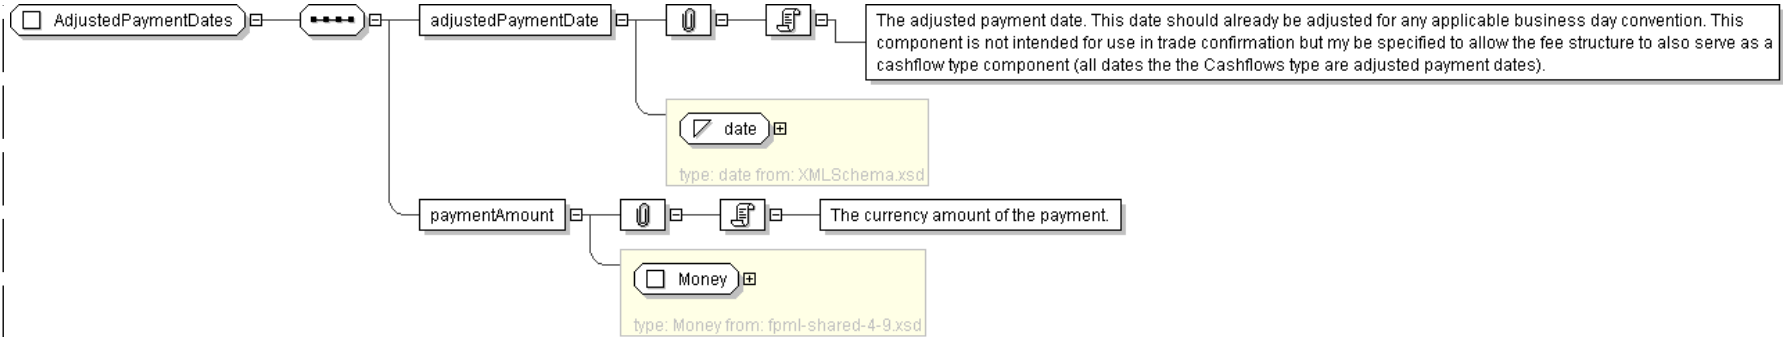 AdjustedPaymentDates
adjustedPaymentDate
The adjusted payment date. This date should already be adjusted for any applicable business day convention. This
component is not intended for use in trade confirmation but my be specified to allow the fee structure to also serve as a
cashflow type component (all dates the the Cashflows type are adjusted payment dates).
date
type: date from: XMLSchema.xsd
paymentAmount
The currency amount of the payment.
Money
type: Money from: fpml-shared-4-9.xsd